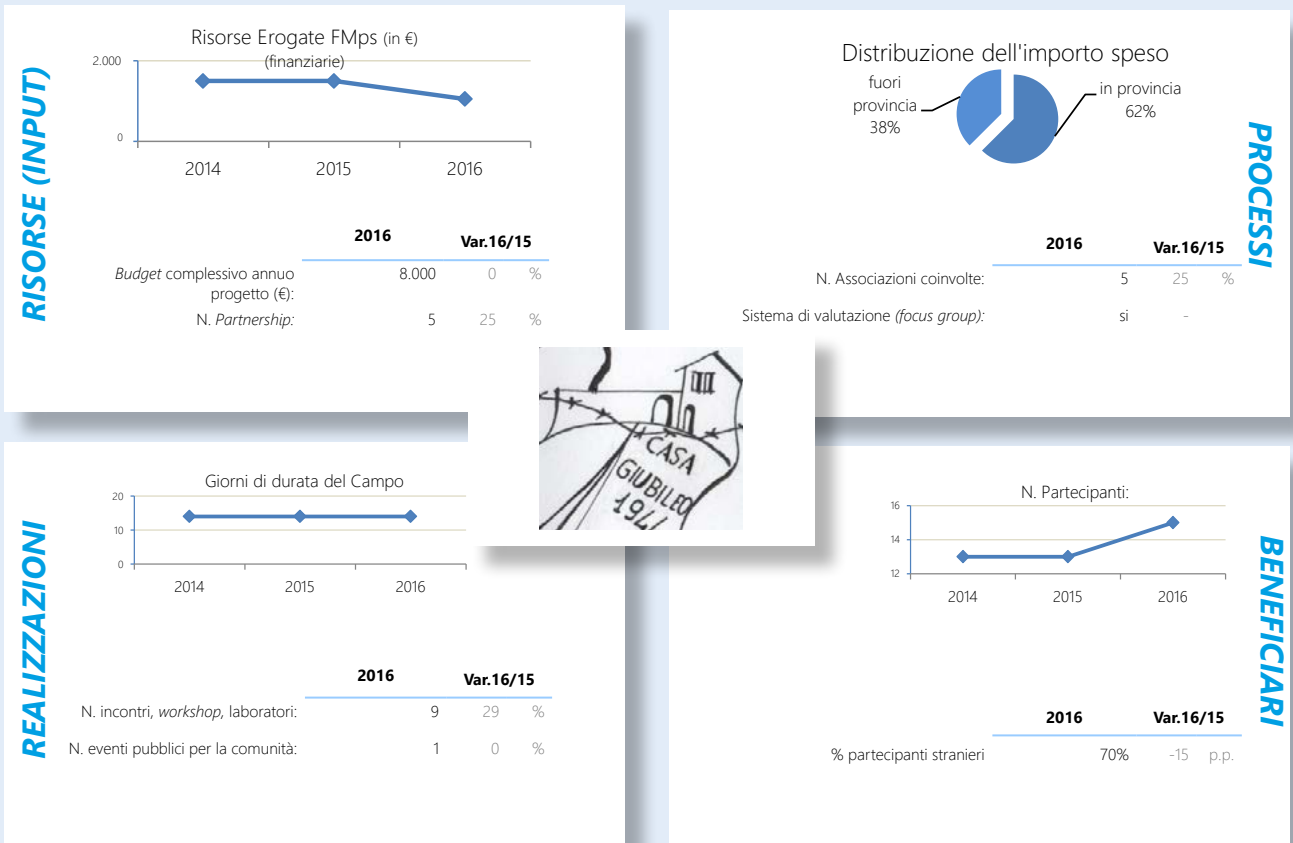 RISORSE (INPUT)
Risorse Erogate FMps (in €)
(finanziarie)
2.000
0
2014 2015 2016
2016 Var.16/15
Budget complessivo annuo
progetto (€): 8.000 0 %
N. Partnership: 5 25 %
PROCESSI
Distribuzione dell'importo speso
fuori
provincia
38%
in provincia
62%
2016 Var.16/15
N. Associazioni coinvolte: 5 25 %
Sistema di valutazione (focus group): si -
CASA
GIUBILEO
REALIZZAZIONI
Giorni di durata del Campo
20
10
0
2014 2015 2016
2016 Var.16/15
N. incontri, workshop, laboratori: 9 29 %
N. eventi pubblici per la comunità: 1 0 %
BENEFICIARI
N. Partecipanti:
16
14
12
2014 2015 2016
2016 Var.16/15
% partecipanti stranieri 70% -15 p.p.